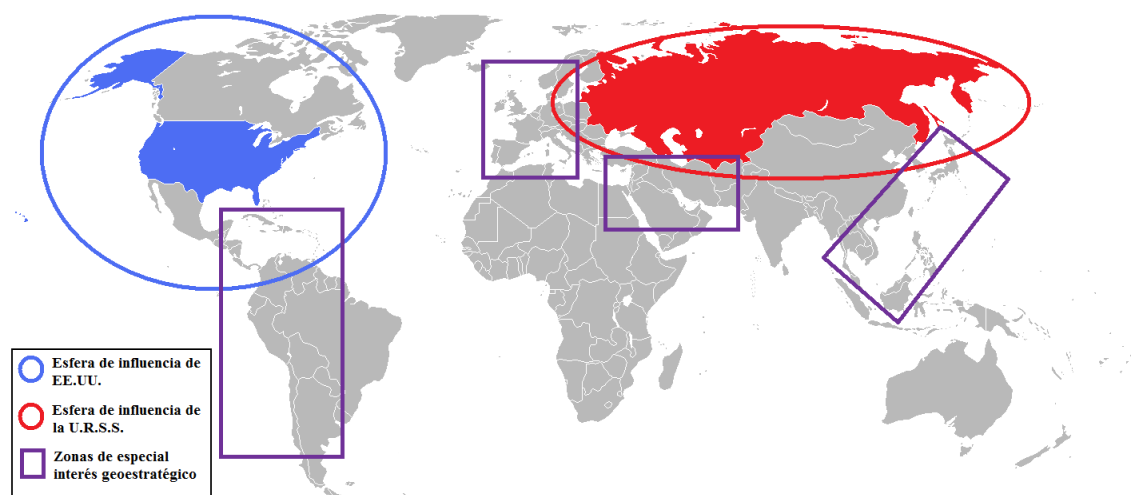 Esfera de influencia de
EE.UU.
Esfera de influencia de
la U.R.S.S.
Zonas de especial
interés geoestratégico